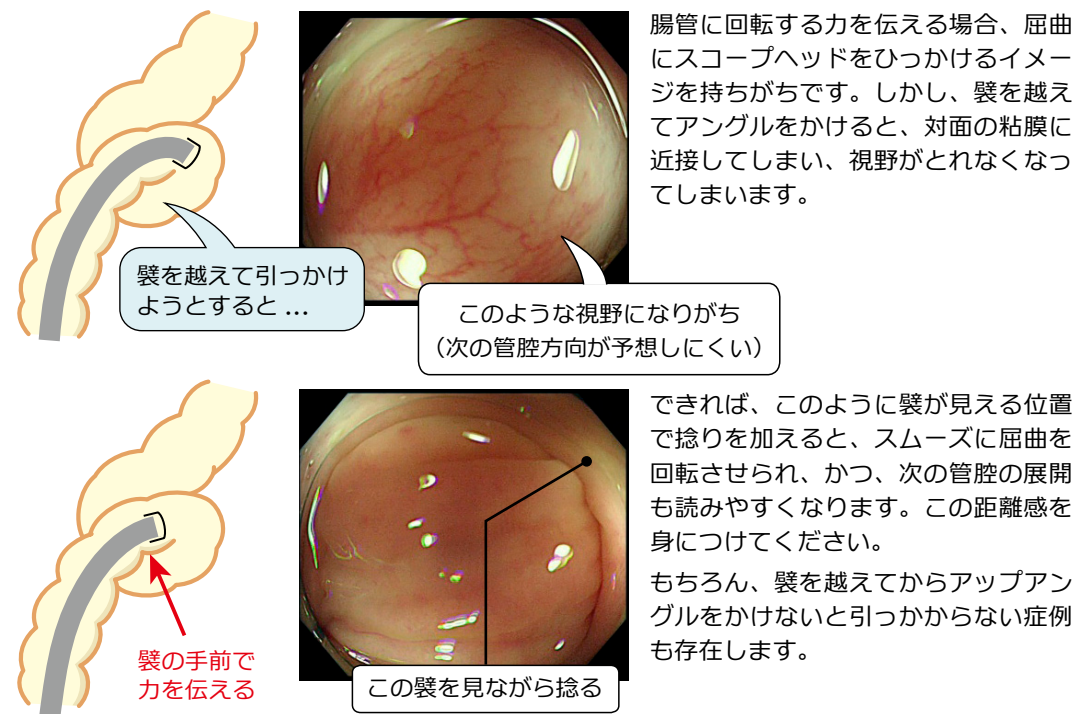 腸管に回転する力を伝える場合、屈曲
にスコープヘッドをひっかけるイメー
ジを持ちがちです。しかし、襞を越え
てアングルをかけると、対面の粘膜に
近接してしまい、視野がとれなくなっ
てしまいます。
襞を越えて引っかけ
ようとすると ...
このような視野になりがち
（次の管腔方向が予想しにくい）
できれば、このように襞が見える位置
で捻りを加えると、スムーズに屈曲を
回転させられ、かつ、次の管腔の展開
も読みやすくなります。この距離感を
身につけてください。
もちろん、襞を越えてからアップアン
グルをかけないと引っかからない症例
も存在します。
襞の手前で
力を伝える
この襞を見ながら捻る